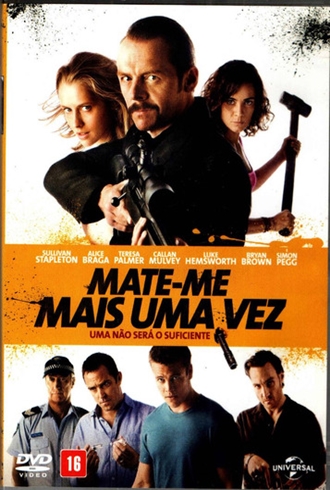 SULLIVAN STAPLETON ALICE BRAGA TERESA PALMER CALLAN MULVEY LUKE HEMSWORTH BRYAN BROWN SIMON PEGG
MATE-ME
MAIS UMA VEZ
UMA NÃO SERÁ O SUFICIENTE
DVD
VIDEO
16
UNIVERSAL